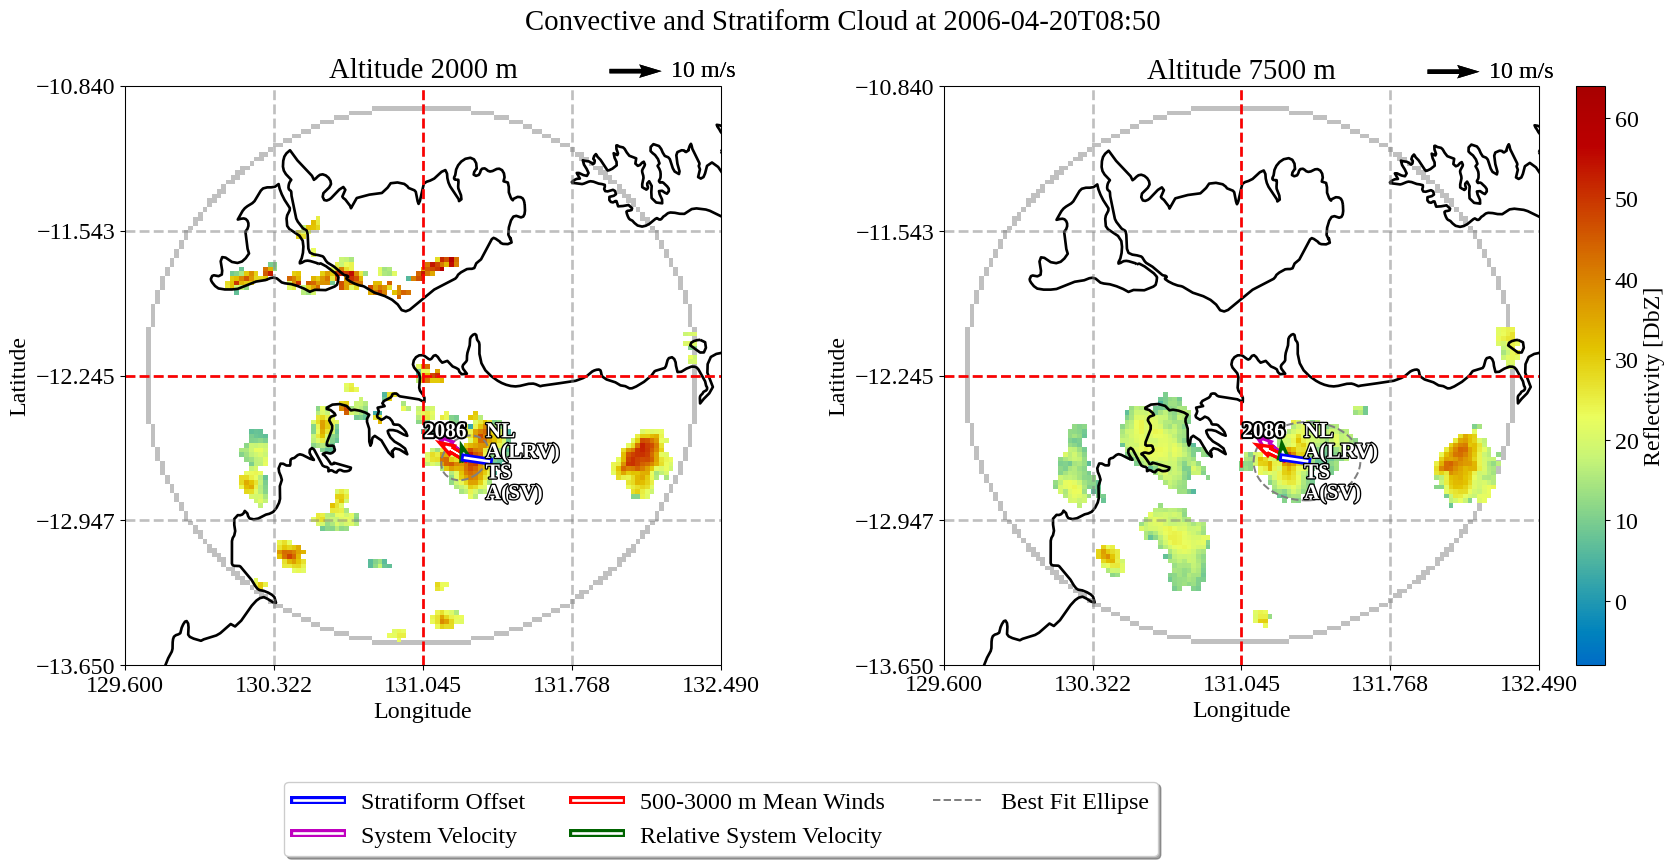 Convective and Stratiform Cloud at 2006-04-20T08:50
Altitude 2000 m
10 m/s
−10.840
−11.543
−12.245
−12.947
−13.650
Latitude
2086
NL
A(LRV)
TS
A(SV)
129.600
130.322
131.045
131.768
132.490
Longitude
Altitude 7500 m
10 m/s
−10.840
−11.543
−12.245
−12.947
−13.650
Latitude
2086
NL
A(LRV)
TS
A(SV)
129.600
130.322
131.045
131.768
132.490
Longitude
60
50
40
30
20
10
0
Reflectivity [DbZ]
Stratiform Offset
System Velocity
500-3000 m Mean Winds
Relative System Velocity
Best Fit Ellipse